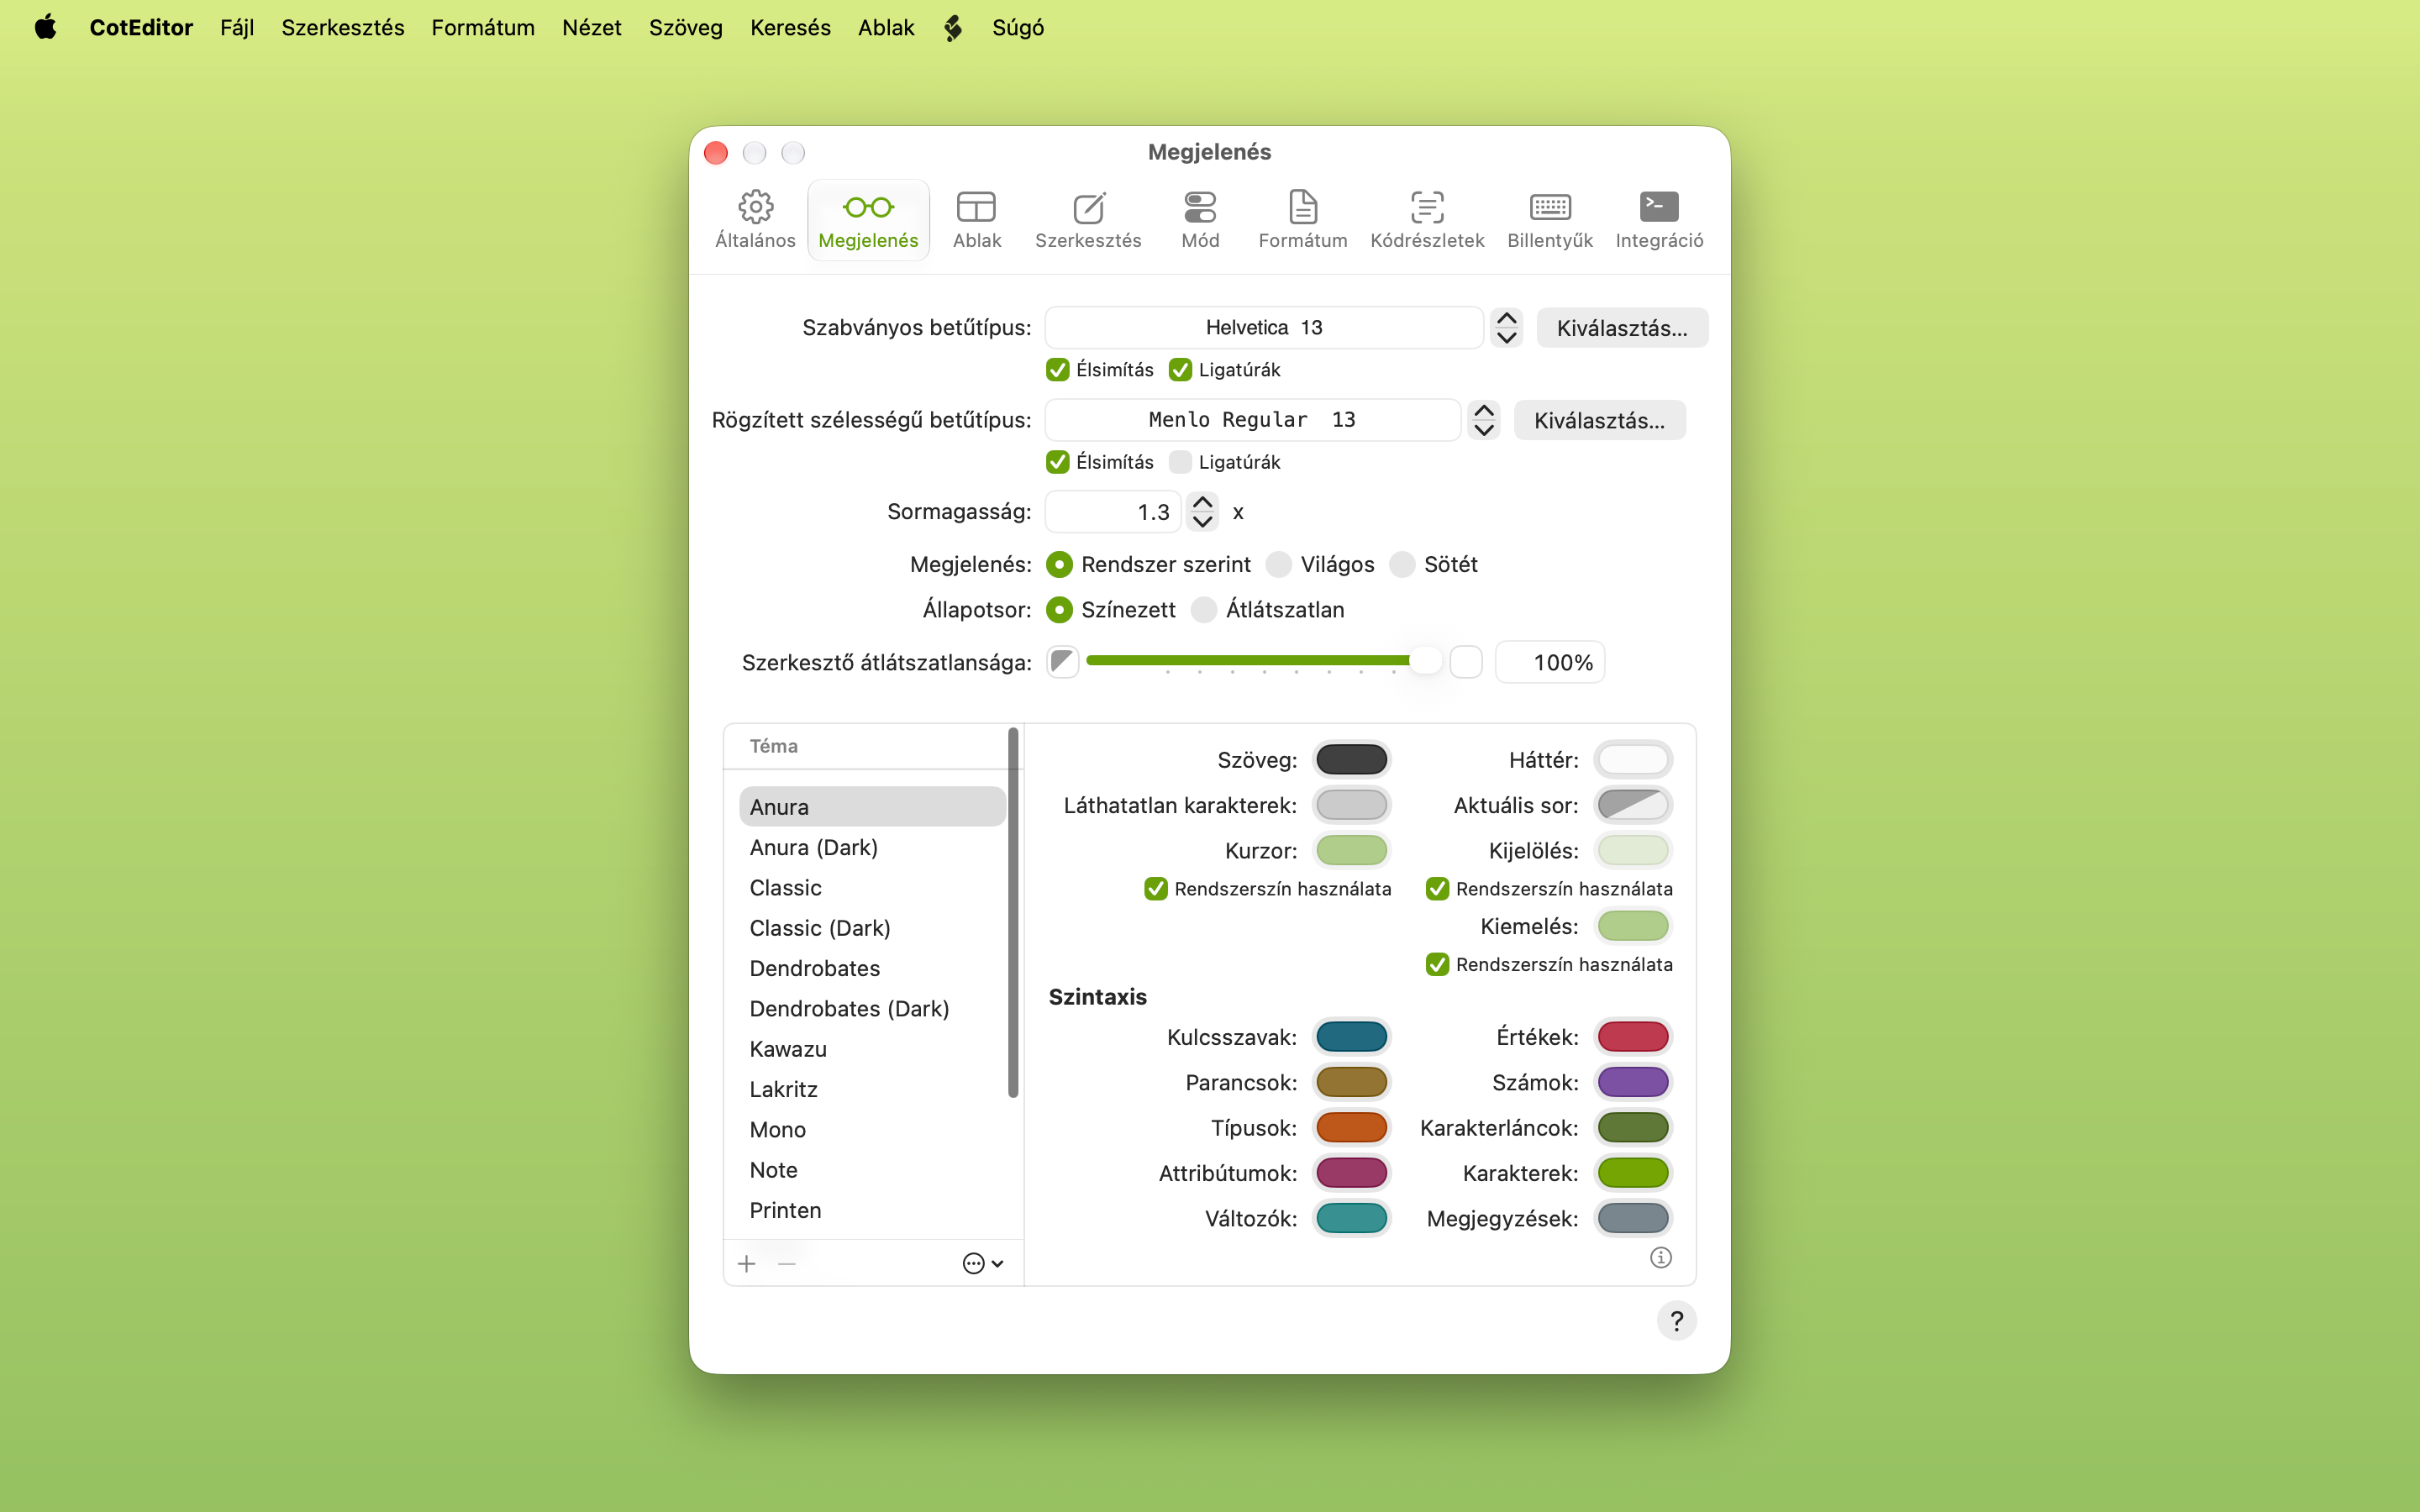 CotEditor Fájl Szerkesztés Formátum Nézet Szöveg Keresés Ablak Súgó
Megjelenés
Általános Megjelenés Ablak Szerkesztés Mód Formátum Kódrészletek Billentyűk Integráció
Szabványos betűtípus: Helvetica 13 Kiválasztás...
Élsimítás Ligatúrák
Rögzített szélességű betűtípus: Menlo Regular 13 Kiválasztás...
Élsimítás Ligatúrák
Sormagasság: 1.3 x
Megjelenés: Rendszer szerint Világos Sötét
Állapotsor: Színezett Átlátszatlan
Szerkesztő átlátszatlansága: 100%
Téma
Anura
Anura (Dark)
Classic
Classic (Dark)
Dendrobates
Dendrobates (Dark)
Kawazu
Lakritz
Mono
Note
Printen
Szöveg: Háttér:
Láthatatlan karakterek: Aktuális sor:
Kurzor: Kijelölés:
Rendszerszín használata Rendszerszín használata
Kiemelés:
Rendszerszín használata
Szintaxis
Kulcsszavak: Értékek:
Parancsok: Számok:
Típusok: Karakterláncok:
Attribútumok: Karakterek:
Változók: Megjegyzések:
?